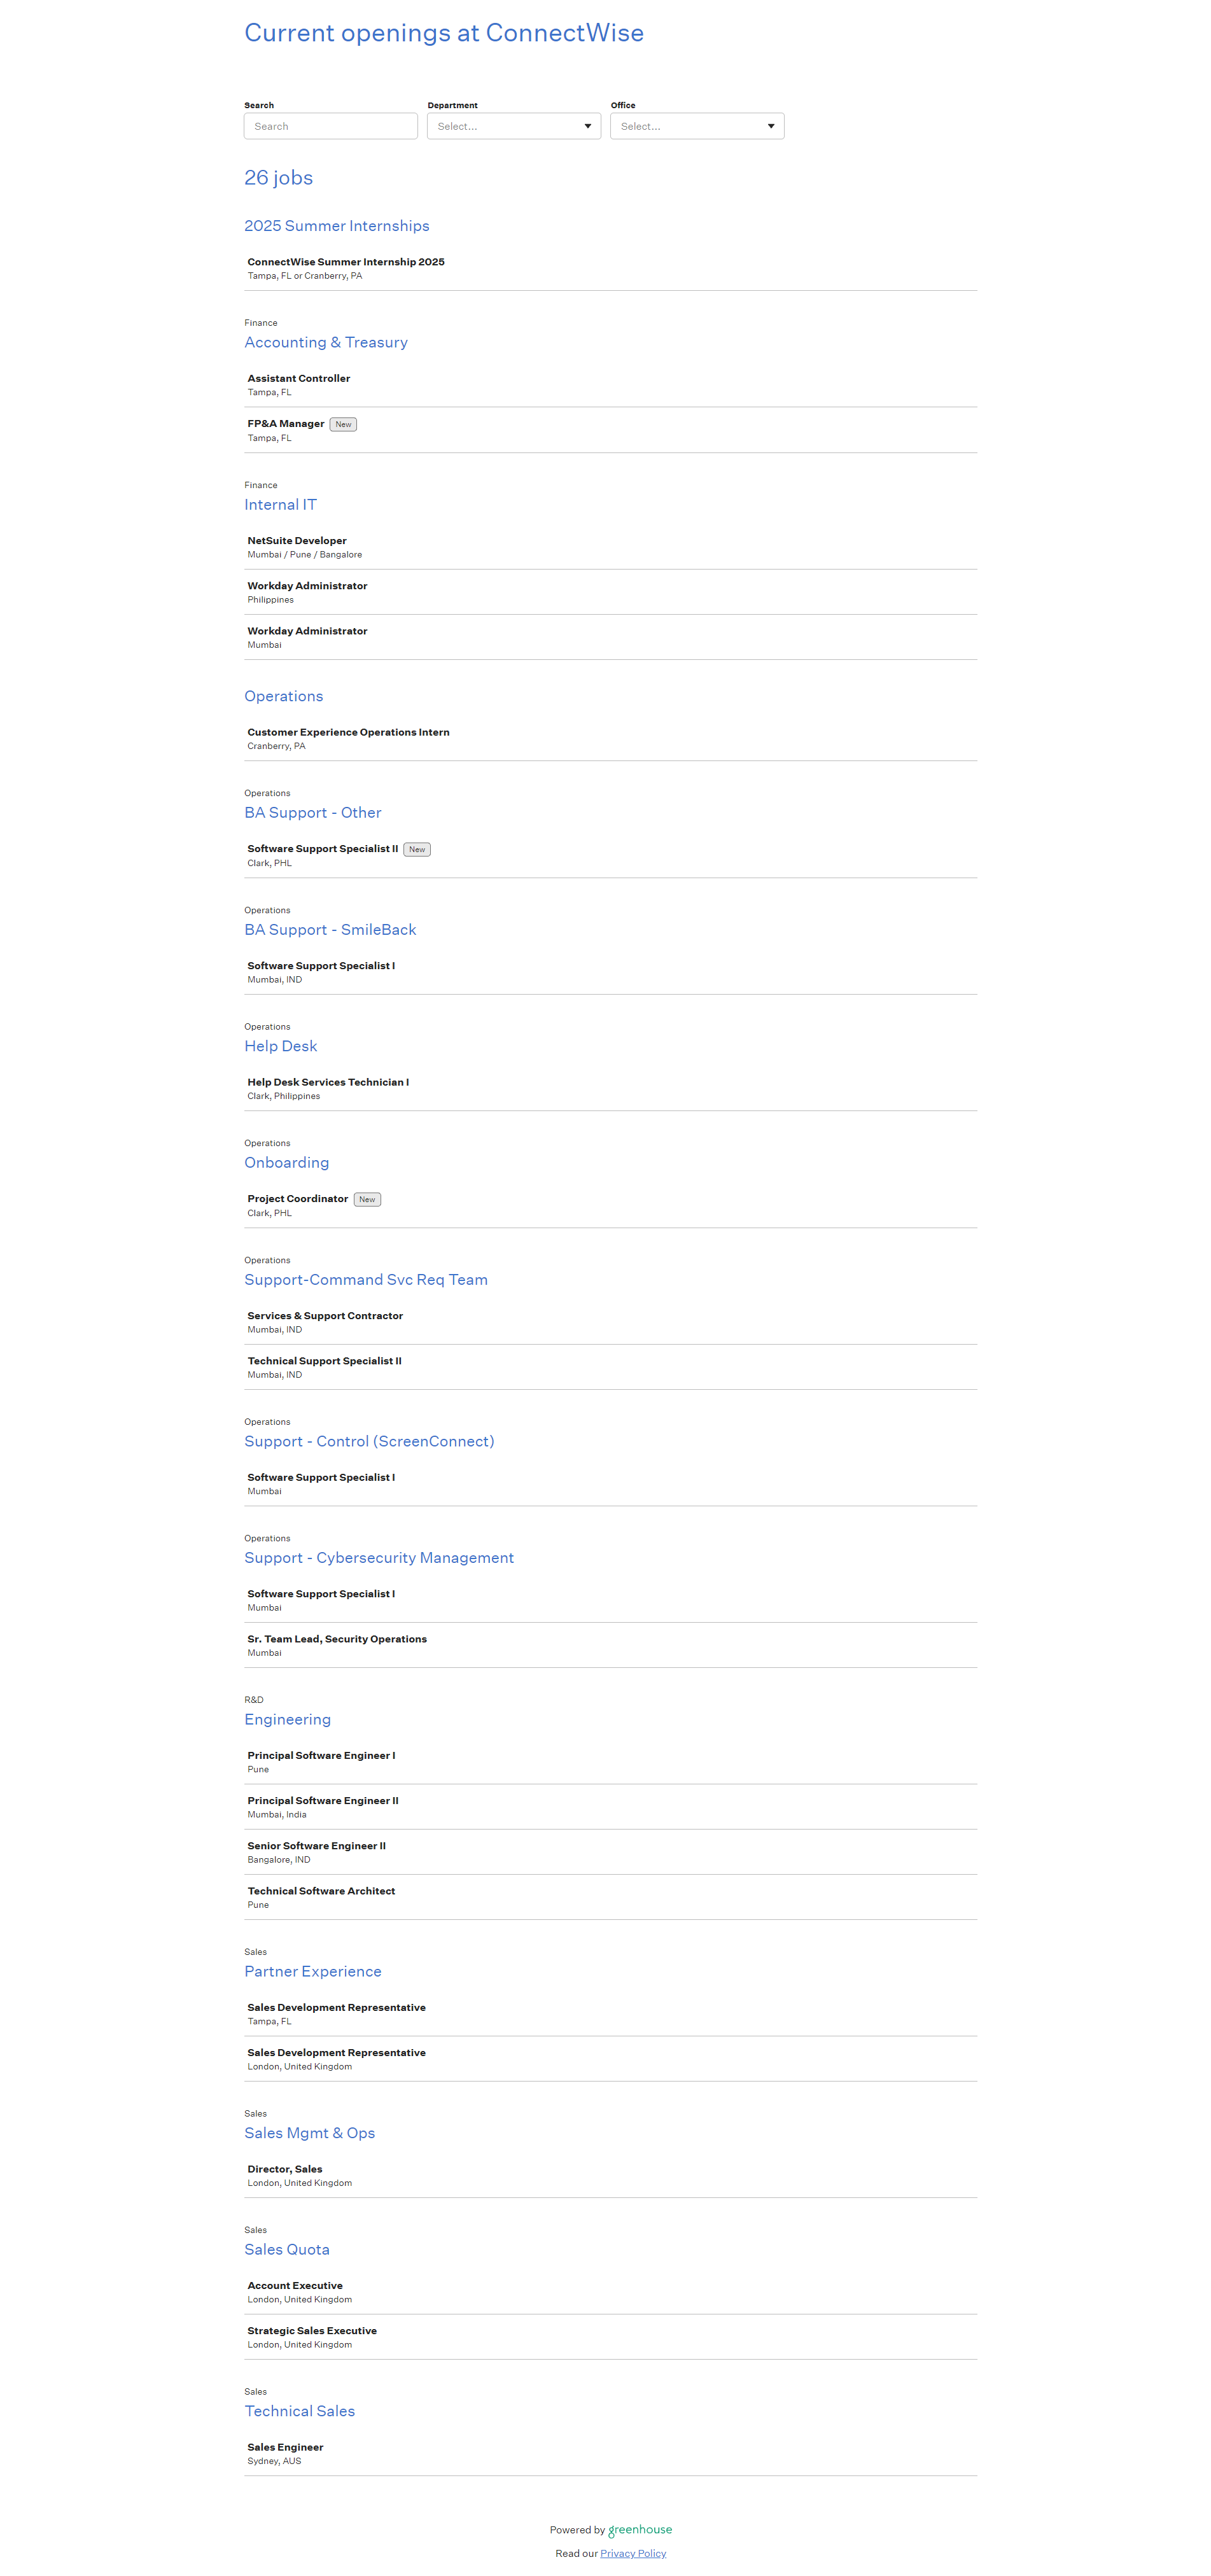 Current openings at ConnectWise
Search
Department
Office
Search
Select...
Select...
26 jobs
2025 Summer Internships
ConnectWise Summer Internship 2025
Tampa, FL or Cranberry, PA
Finance
Accounting & Treasury
Assistant Controller
Tampa, FL
FP&A Manager New
Tampa, FL
Finance
Internal IT
NetSuite Developer
Mumbai / Pune / Bangalore
Workday Administrator
Philippines
Workday Administrator
Mumbai
Operations
Customer Experience Operations Intern
Cranberry, PA
Operations
BA Support - Other
Software Support Specialist II New
Clark, PHL
Operations
BA Support - SmileBack
Software Support Specialist I
Mumbai, IND
Operations
Help Desk
Help Desk Services Technician I
Clark, Philippines
Operations
Onboarding
Project Coordinator New
Clark, PHL
Operations
Support-Command Svc Req Team
Services & Support Contractor
Mumbai, IND
Technical Support Specialist II
Mumbai, IND
Operations
Support - Control (ScreenConnect)
Software Support Specialist I
Mumbai
Operations
Support - Cybersecurity Management
Software Support Specialist I
Mumbai
Sr. Team Lead, Security Operations
Mumbai
R&D
Engineering
Principal Software Engineer I
Pune
Principal Software Engineer II
Mumbai, India
Senior Software Engineer II
Bangalore, IND
Technical Software Architect
Pune
Sales
Partner Experience
Sales Development Representative
Tampa, FL
Sales Development Representative
London, United Kingdom
Sales
Sales Mgmt & Ops
Director, Sales
London, United Kingdom
Sales
Sales Quota
Account Executive
London, United Kingdom
Strategic Sales Executive
London, United Kingdom
Sales
Technical Sales
Sales Engineer
Sydney, AUS
Powered by greenhouse
Read our Privacy Policy